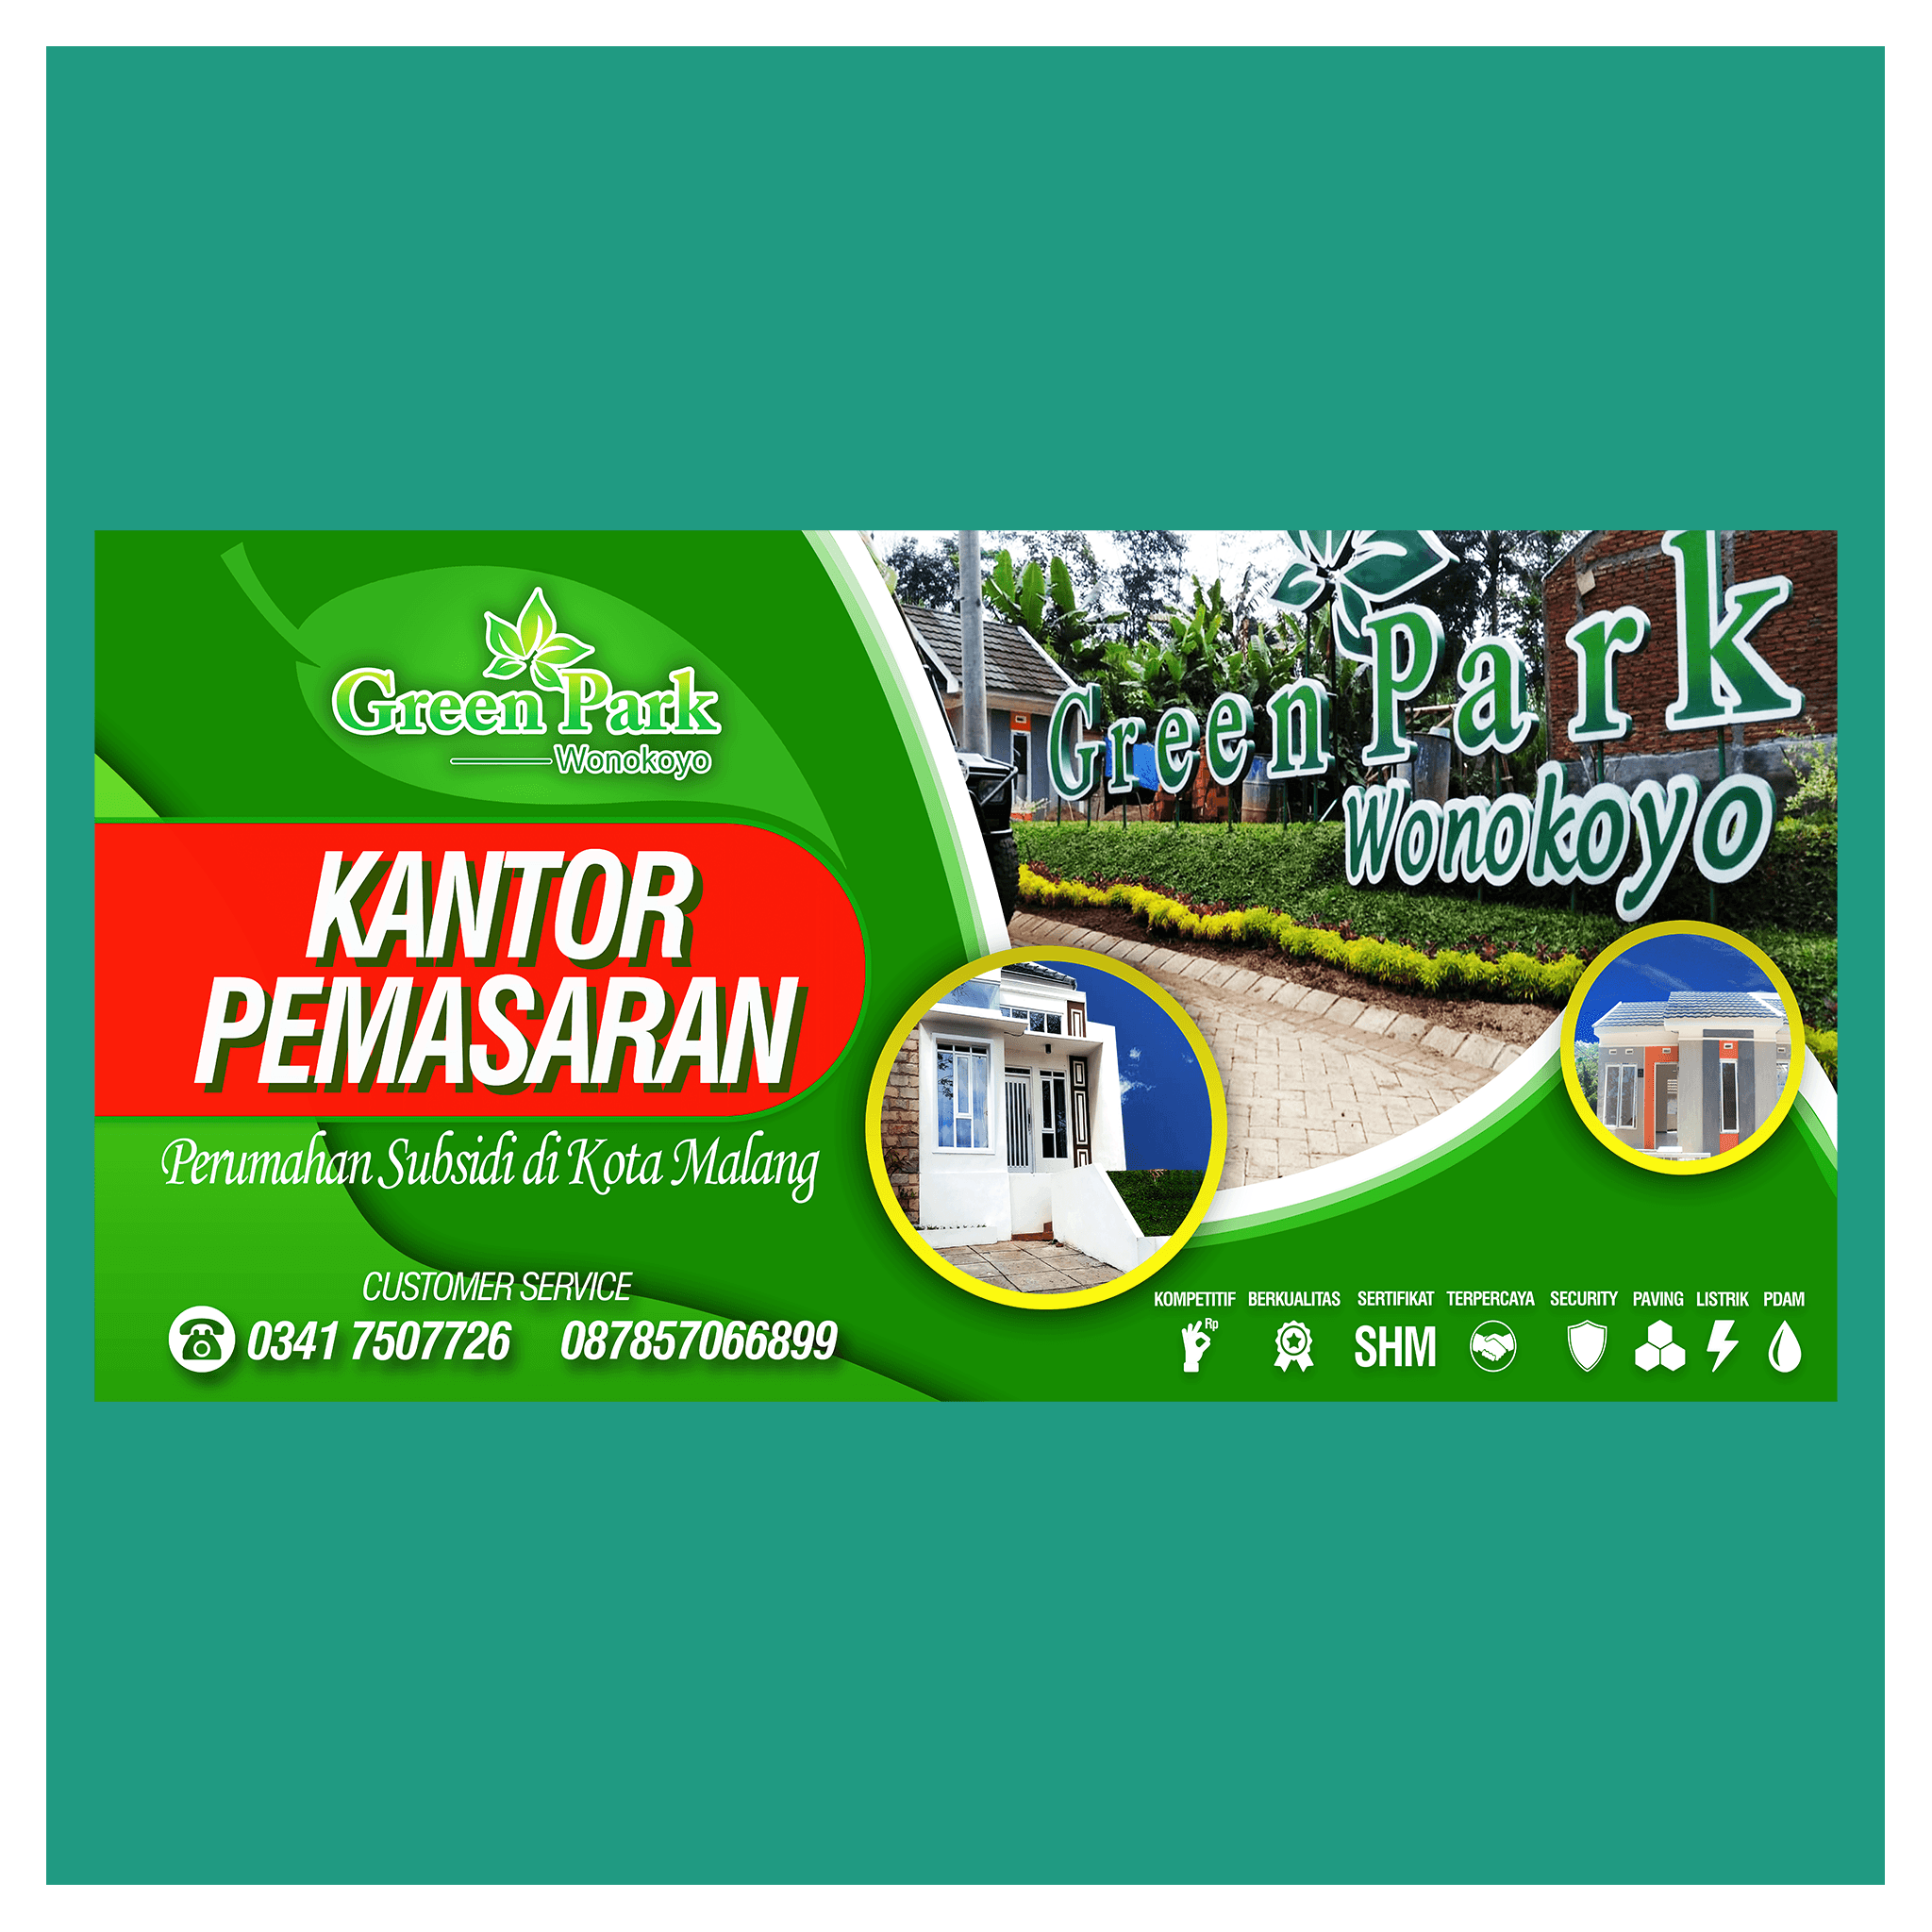 Green Park
Wonokoyo
KANTOR
PEMASARAN
Perumahan Subsidi di Kota Malang
CUSTOMER SERVICE
0341 7507726 087857066899
Green Park
Wonokoyo
KOMPETITIF BERKUALITAS SERTIFIKAT TERPERCAYA SECURITY PAVING LISTRIK PDAM
Rp SHM